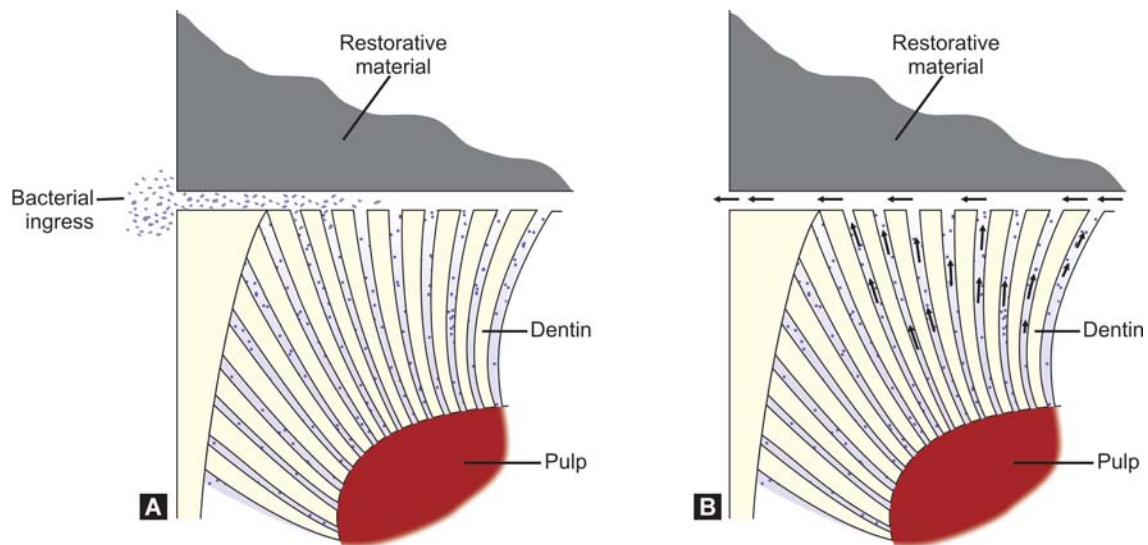 Restorative
material
Bacterial
ingress
Dentin
Pulp
A
Restorative
material
Dentin
Pulp
B